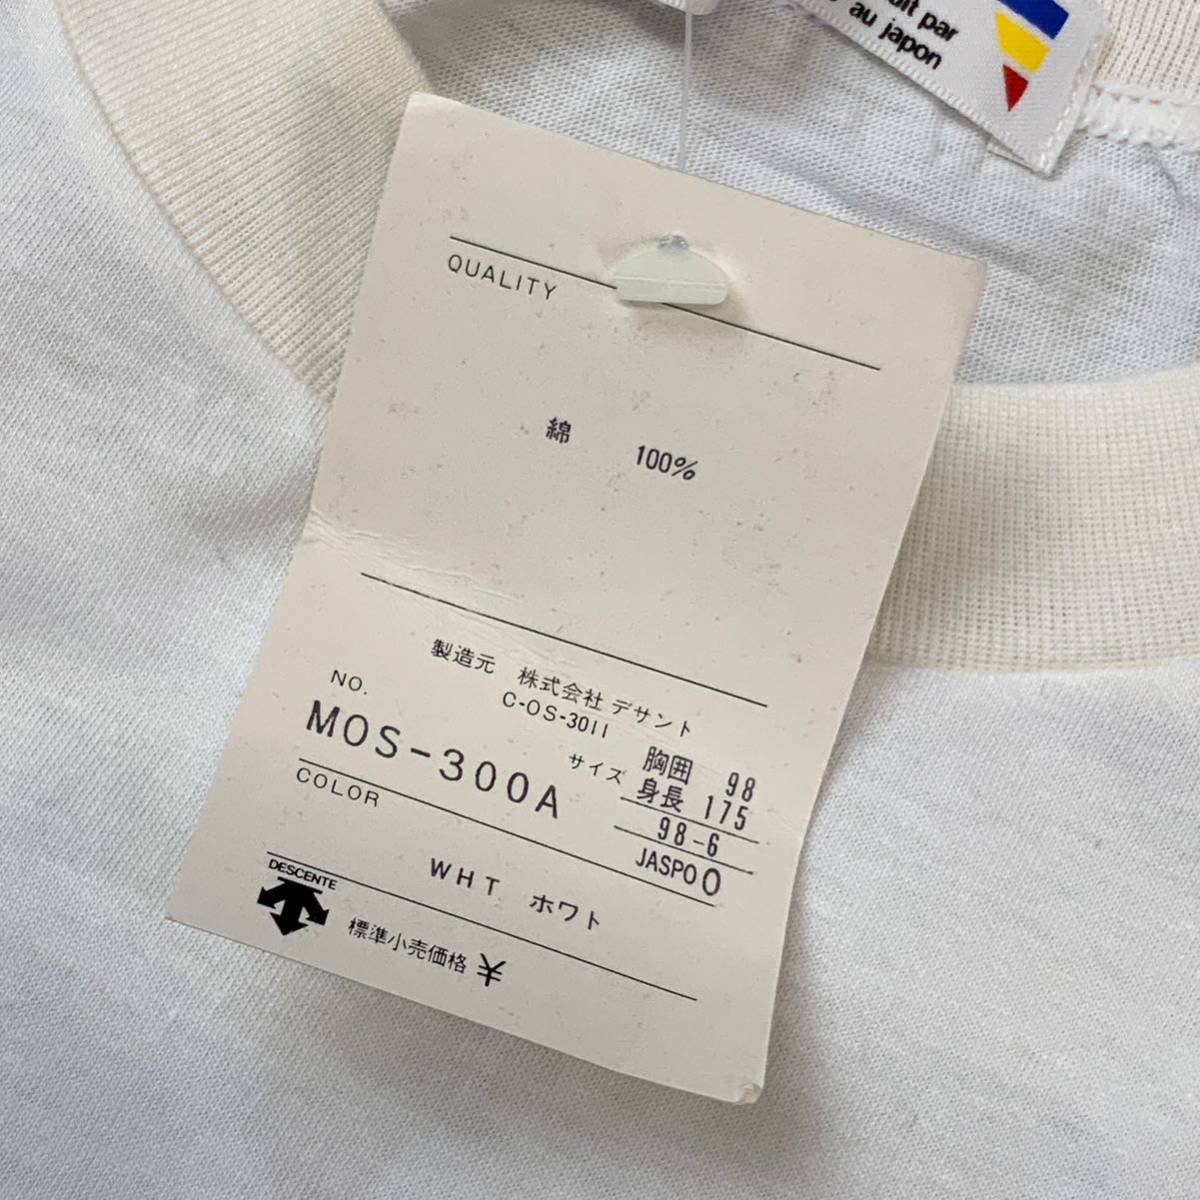 uit par
au japon
QUALITY
綿 100%
製造元 株式会社 デサント
C-OS-3011
NO.
MOS-300A
サイズ
胸囲 98
身長 175
98-6
JASPO O
COLOR
WHT ホワト
DESCENTE
標準小売価格 ¥